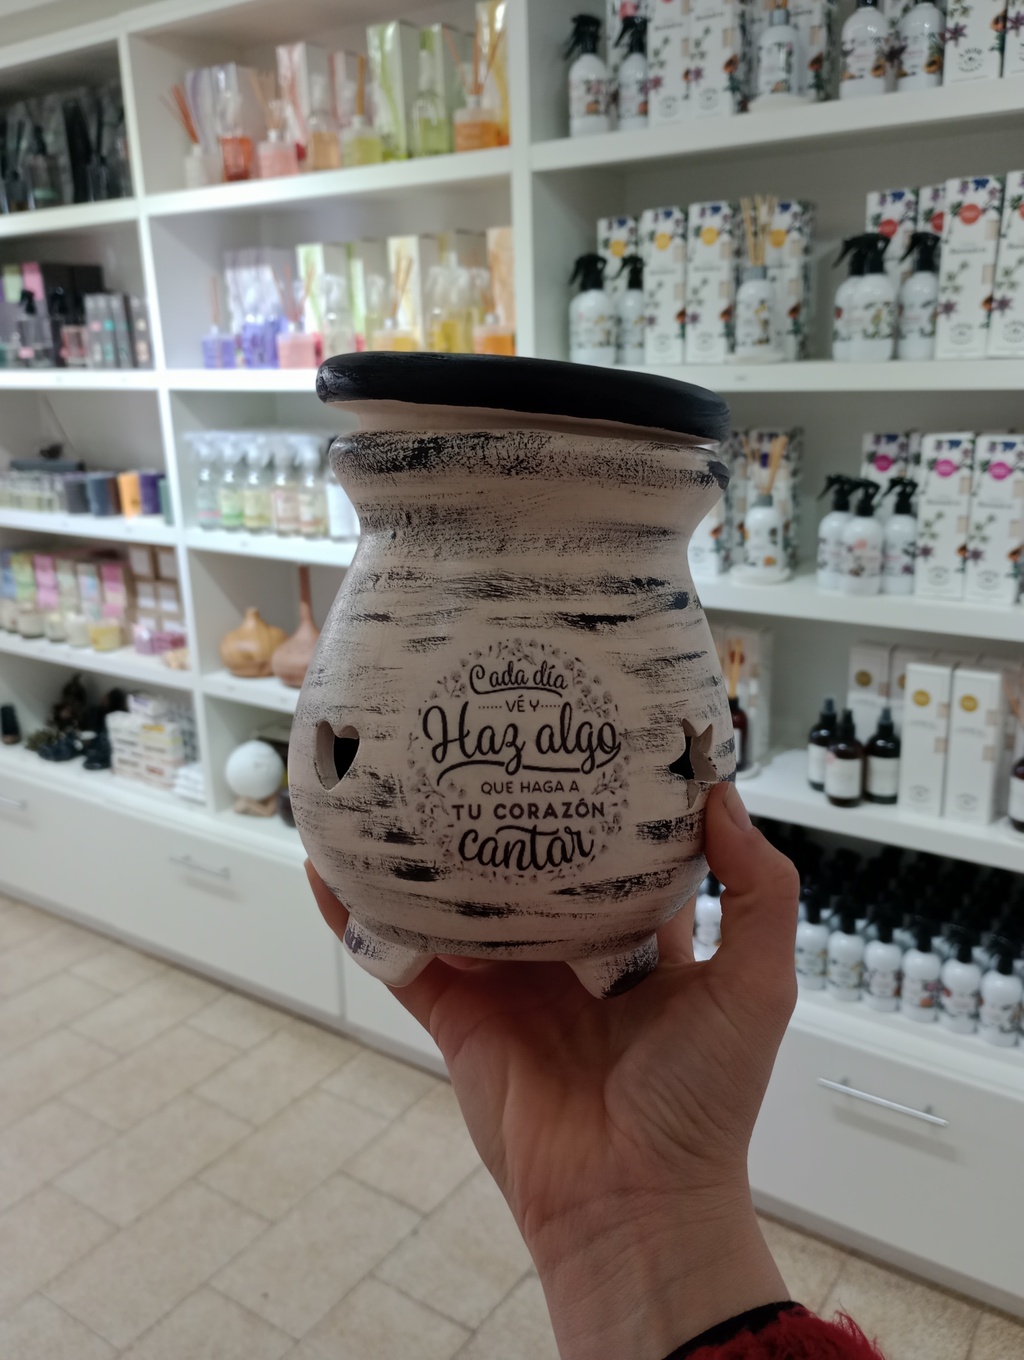 Cada día
VÉ Y
Haz algo
QUE HAGA A
TU CORAZÓN
cantar